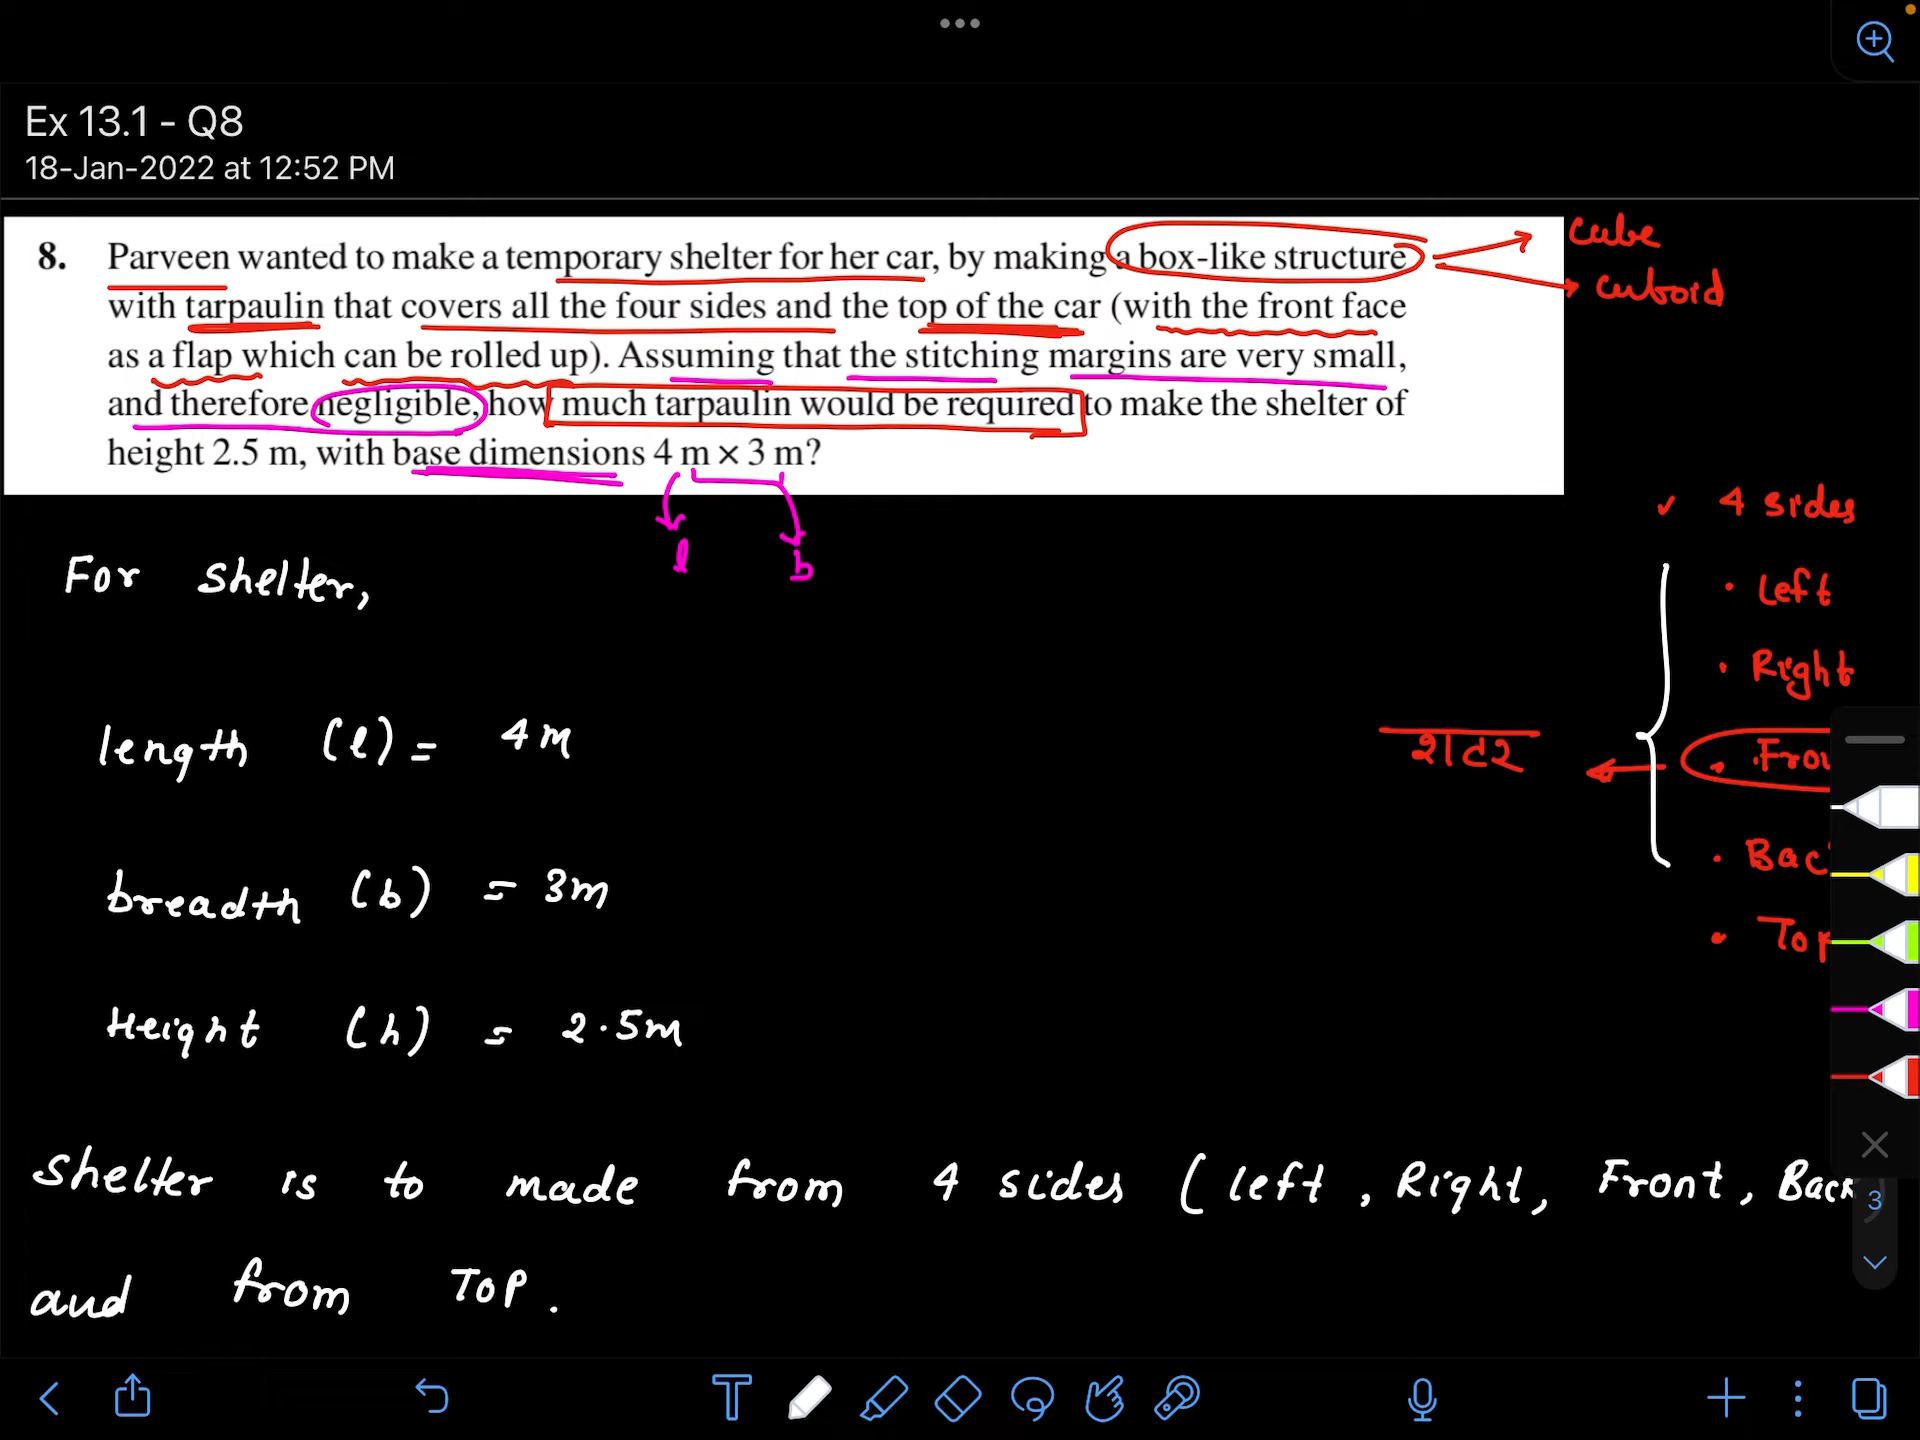 Ex 13.1 - Q8
18-Jan-2022 at 12:52 PM
8. Parveen wanted to make a temporary shelter for her car, by making a box-like structure
with tarpaulin that covers all the four sides and the top of the car (with the front face
as a flap which can be rolled up). Assuming that the stitching margins are very small,
and therefore negligible, how much tarpaulin would be required to make the shelter of
height 2.5 m, with base dimensions 4 m × 3 m?
cube
cuboid
l b
4 sides
• Left
• Right
शटर
• Top
For shelter,
length (l) = 4m
breadth (b) = 3m
Height (h) = 2.5m
Shelter is to made from 4 sides (left, Right, Front, Back
and from TOP.
3